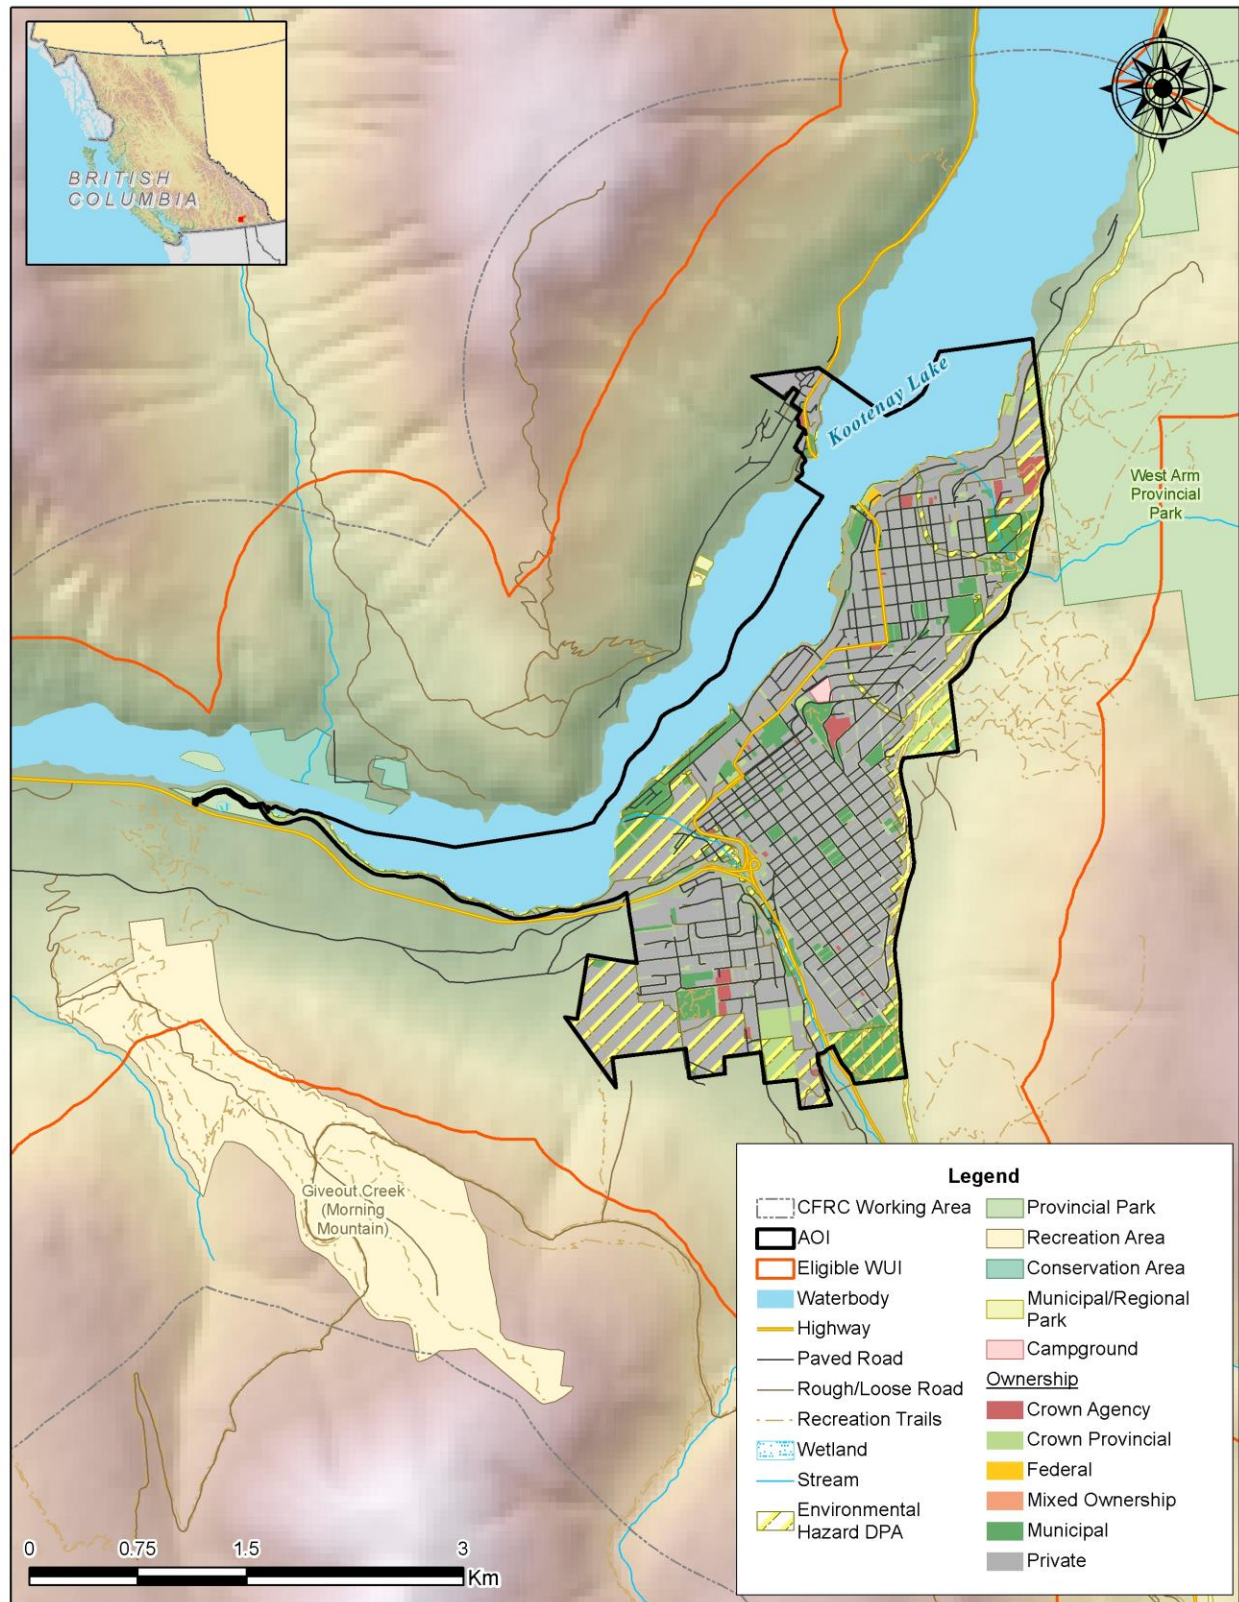 BRITISH
COLUMBIA
Kootenay Lake
West Arm
Provincial
Park
Giveout Creek
(Morning
Mountain)
Legend
CFRC Working Area
AOI
Eligible WUI
Waterbody
Highway
Paved Road
Rough/Loose Road
Recreation Trails
Wetland
Stream
Environmental
Hazard DPA
Provincial Park
Recreation Area
Conservation Area
Municipal/Regional
Park
Campground
Ownership
Crown Agency
Crown Provincial
Federal
Mixed Ownership
Municipal
Private
0 0.75 1.5 3
Km